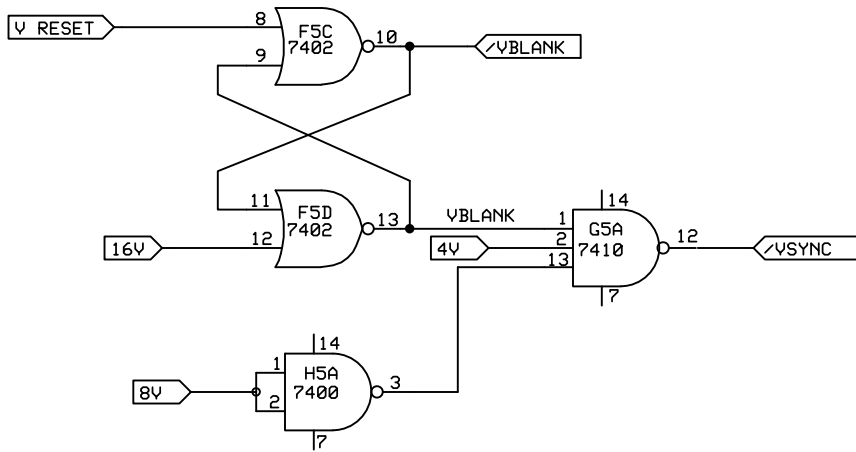 V RESET
8
F5C
7402
10
/VBLANK
9
11
F5D
7402
13
VBLANK
16V
12
14
1
G5A
7410
12
/VSYNC
4V
2
13
7
14
1
H5A
7400
3
8V
2
7